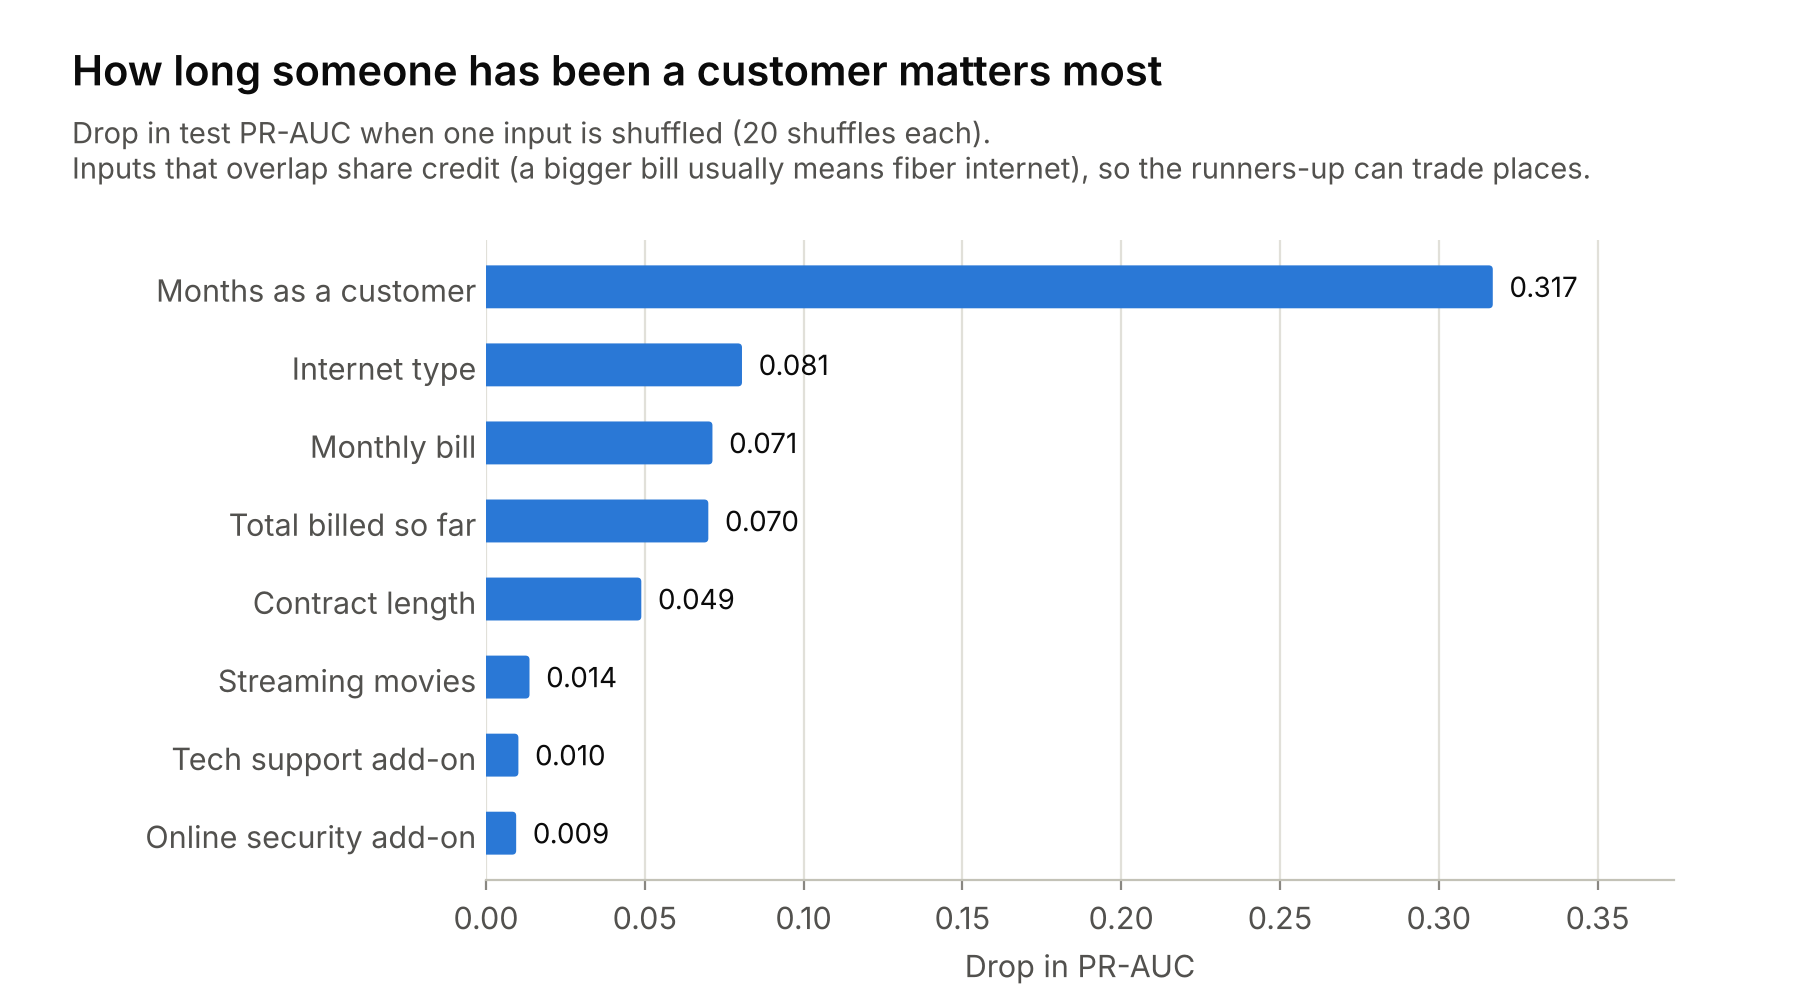 How long someone has been a customer matters most
Drop in test PR-AUC when one input is shuffled (20 shuffles each).
Inputs that overlap share credit (a bigger bill usually means fiber internet), so the runners-up can trade places.
Months as a customer 0.317
Internet type 0.081
Monthly bill 0.071
Total billed so far 0.070
Contract length 0.049
Streaming movies 0.014
Tech support add-on 0.010
Online security add-on 0.009
0.00 0.05 0.10 0.15 0.20 0.25 0.30 0.35
Drop in PR-AUC